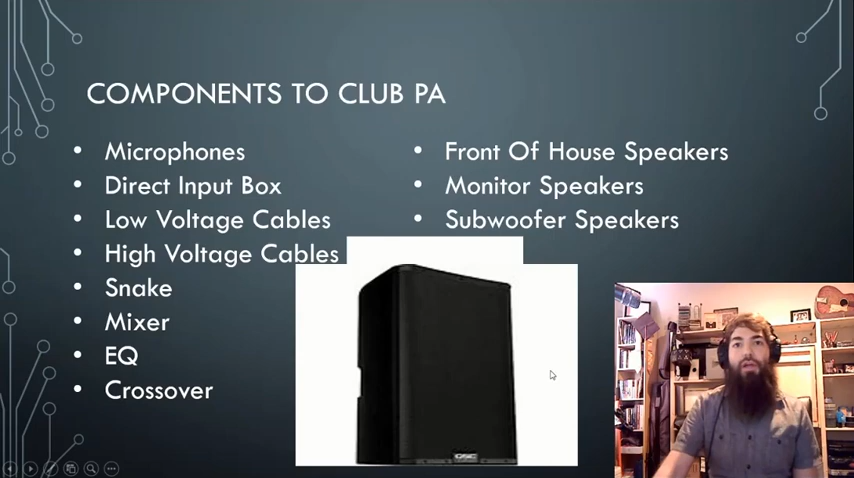 COMPONENTS TO CLUB PA
• Microphones
• Direct Input Box
• Low Voltage Cables
• High Voltage Cables
• Snake
• Mixer
• EQ
• Crossover
• Front Of House Speakers
• Monitor Speakers
• Subwoofer Speakers
QSC